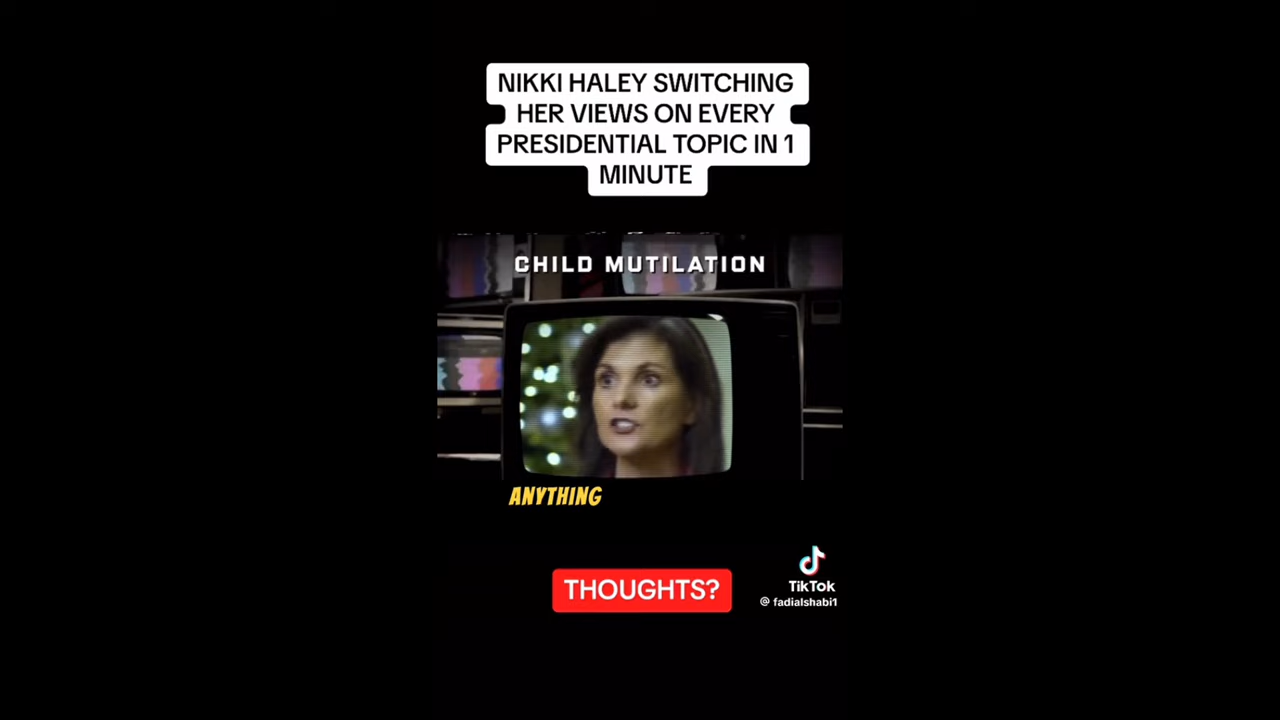 NIKKI HALEY SWITCHING
HER VIEWS ON EVERY
PRESIDENTIAL TOPIC IN 1
MINUTE
CHILD MUTILATION
ANYTHING
THOUGHTS?
TikTok
@ fadialshabi1